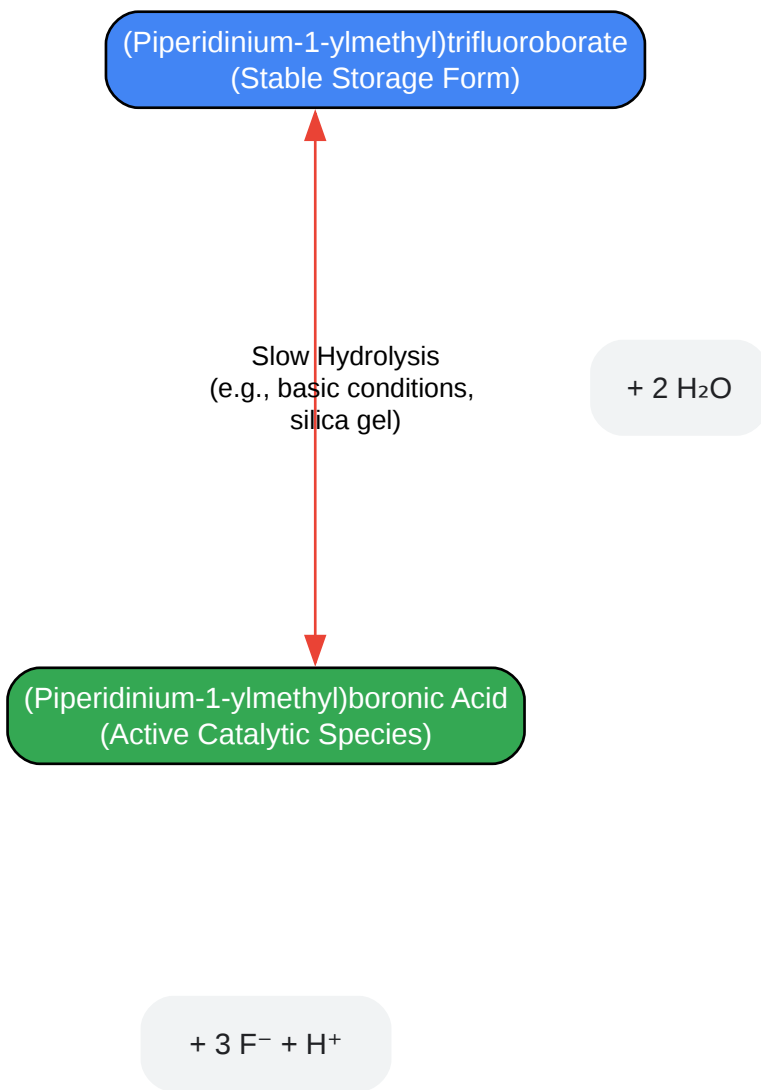 (Piperidinium-1-ylmethyl)trifluoroborate
(Stable Storage Form)
Slow Hydrolysis
(e.g., basic conditions,
silica gel)
+ 2 H₂O
(Piperidinium-1-ylmethyl)boronic Acid
(Active Catalytic Species)
+ 3 F⁻ + H⁺